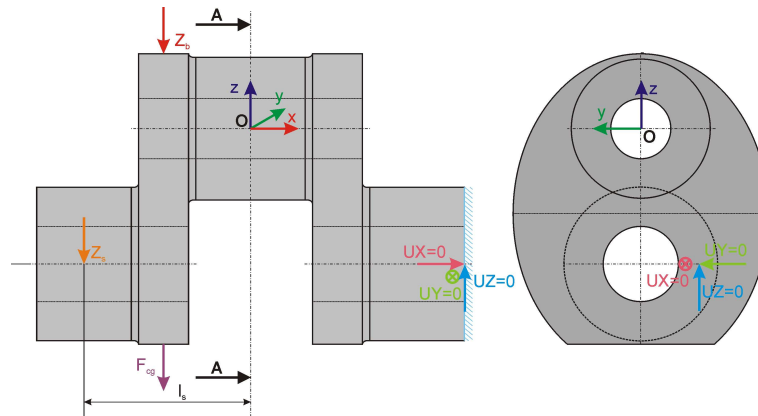 A
Z_b
z
y
O
x
z
y
O
Z_s
UX=0
UY=0
UZ=0
UY=0
UX=0
UZ=0
F_cg
A
l_s